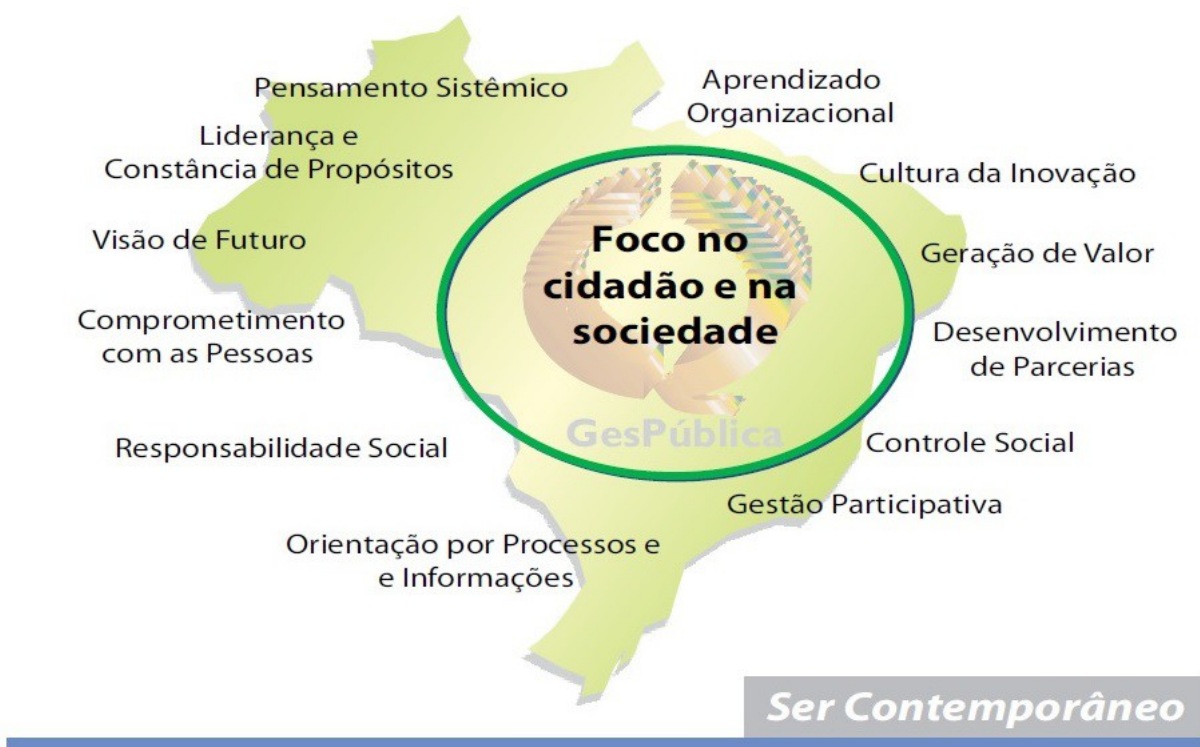 Pensamento Sistêmico
Aprendizado
Organizacional
Liderança e
Constância de Propósitos
Cultura da Inovação
Visão de Futuro
Foco no
cidadão e na
sociedade
Geração de Valor
Comprometimento
com as Pessoas
Desenvolvimento
de Parcerias
GesPública
Responsabilidade Social
Controle Social
Gestão Participativa
Orientação por Processos e
e Informações
Ser Contemporâneo